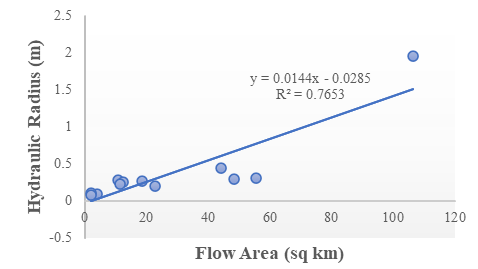 2.5
2
1.5
1
0.5
0
-0.5
Hydraulic Radius (m)
y = 0.0144x - 0.0285
R² = 0.7653
0 20 40 60 80 100 120
Flow Area (sq km)